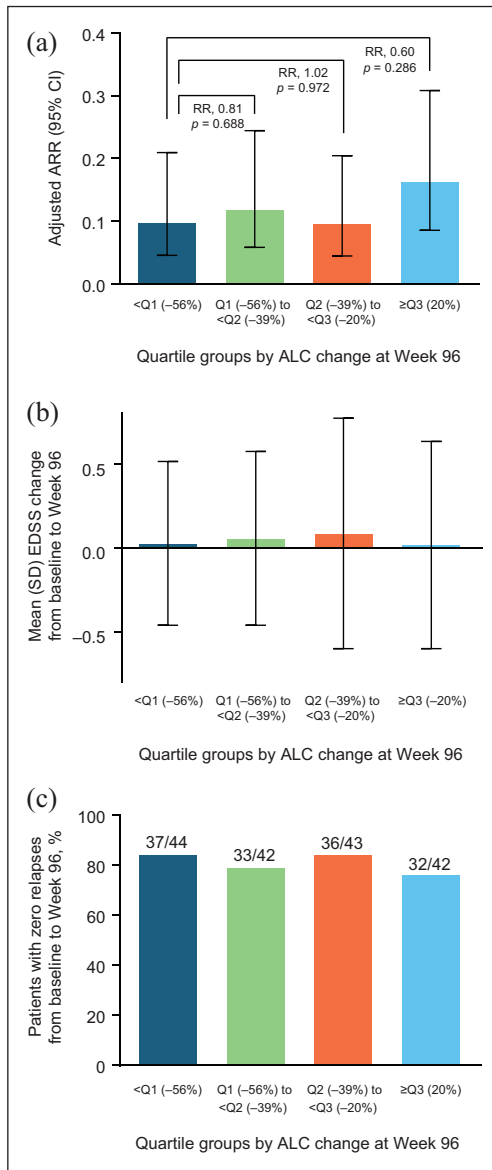 (a)
Adjusted ARR (95% CI)
0.4
0.3
0.2
0.1
0.0
RR, 0.60
p = 0.286
RR, 1.02
p = 0.972
RR, 0.81
p = 0.688
<Q1 (–56%)
Q1 (–56%) to
<Q2 (–39%)
Q2 (–39%) to
<Q3 (–20%)
≥Q3 (20%)
Quartile groups by ALC change at Week 96
(b)
Mean (SD) EDSS change
from baseline to Week 96
0.5
0.0
–0.5
<Q1 (–56%)
Q1 (–56%) to
<Q2 (–39%)
Q2 (–39%) to
<Q3 (–20%)
≥Q3 (–20%)
Quartile groups by ALC change at Week 96
(c)
Patients with zero relapses
from baseline to Week 96, %
100
80
60
40
20
0
37/44
33/42
36/43
32/42
<Q1 (–56%)
Q1 (–56%) to
<Q2 (–39%)
Q2 (–39%) to
<Q3 (–20%)
≥Q3 (20%)
Quartile groups by ALC change at Week 96